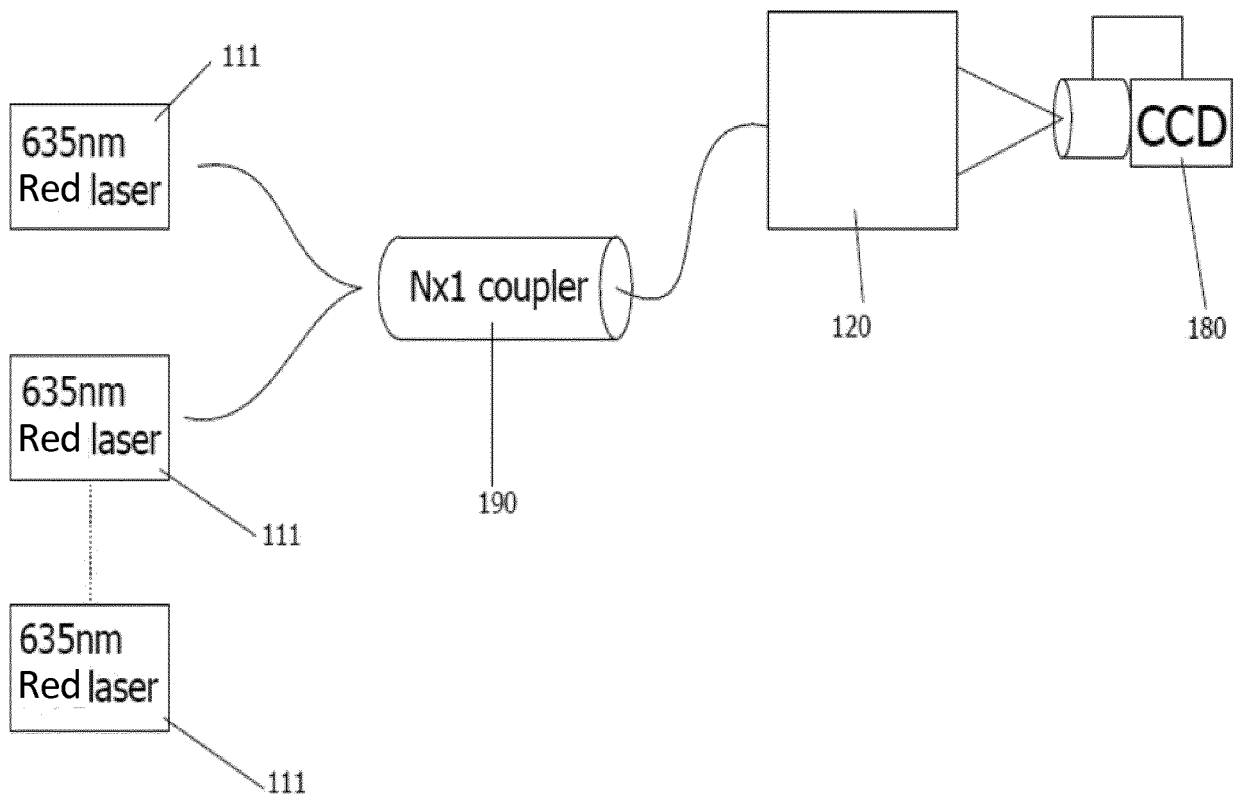 111
635nm
Red laser
Nx1 coupler
CCD
120
180
635nm
Red laser
190
111
635nm
Red laser
111